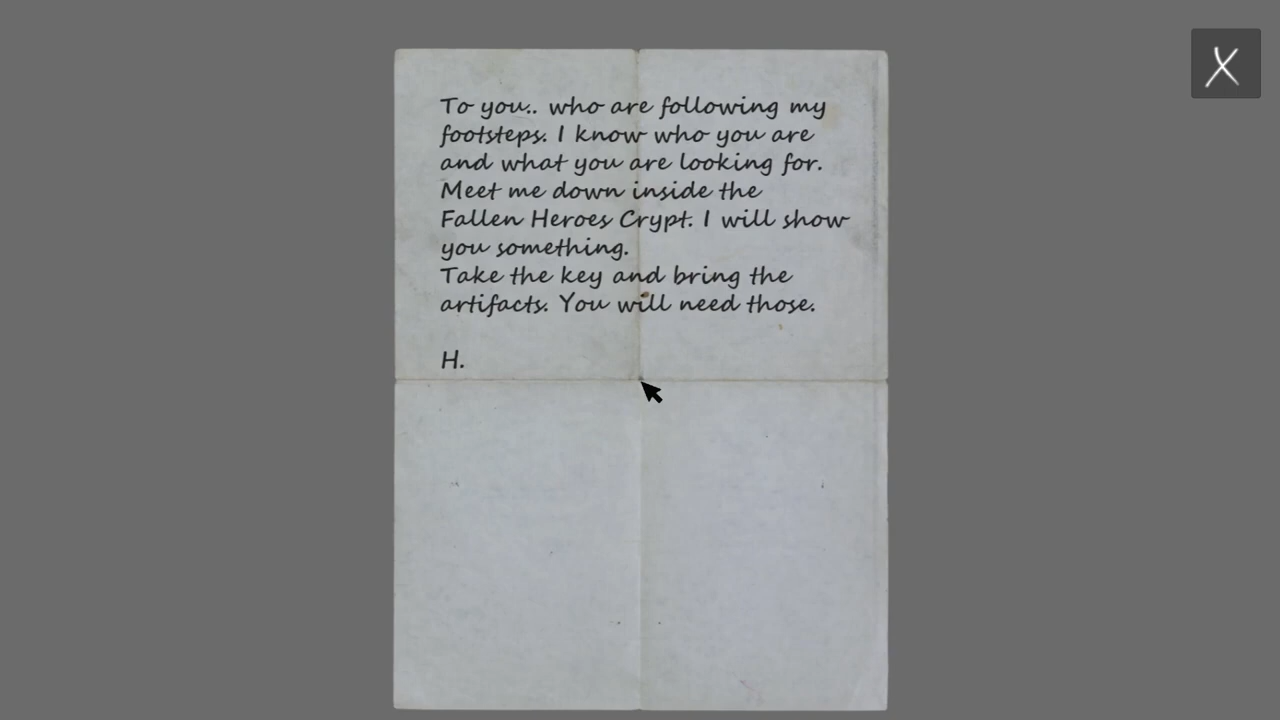 To you.. who are following my
footsteps. I know who you are
and what you are looking for.
Meet me down inside the
Fallen Heroes Crypt. I will show
you something.
Take the key and bring the
artifacts. You will need those.
H.